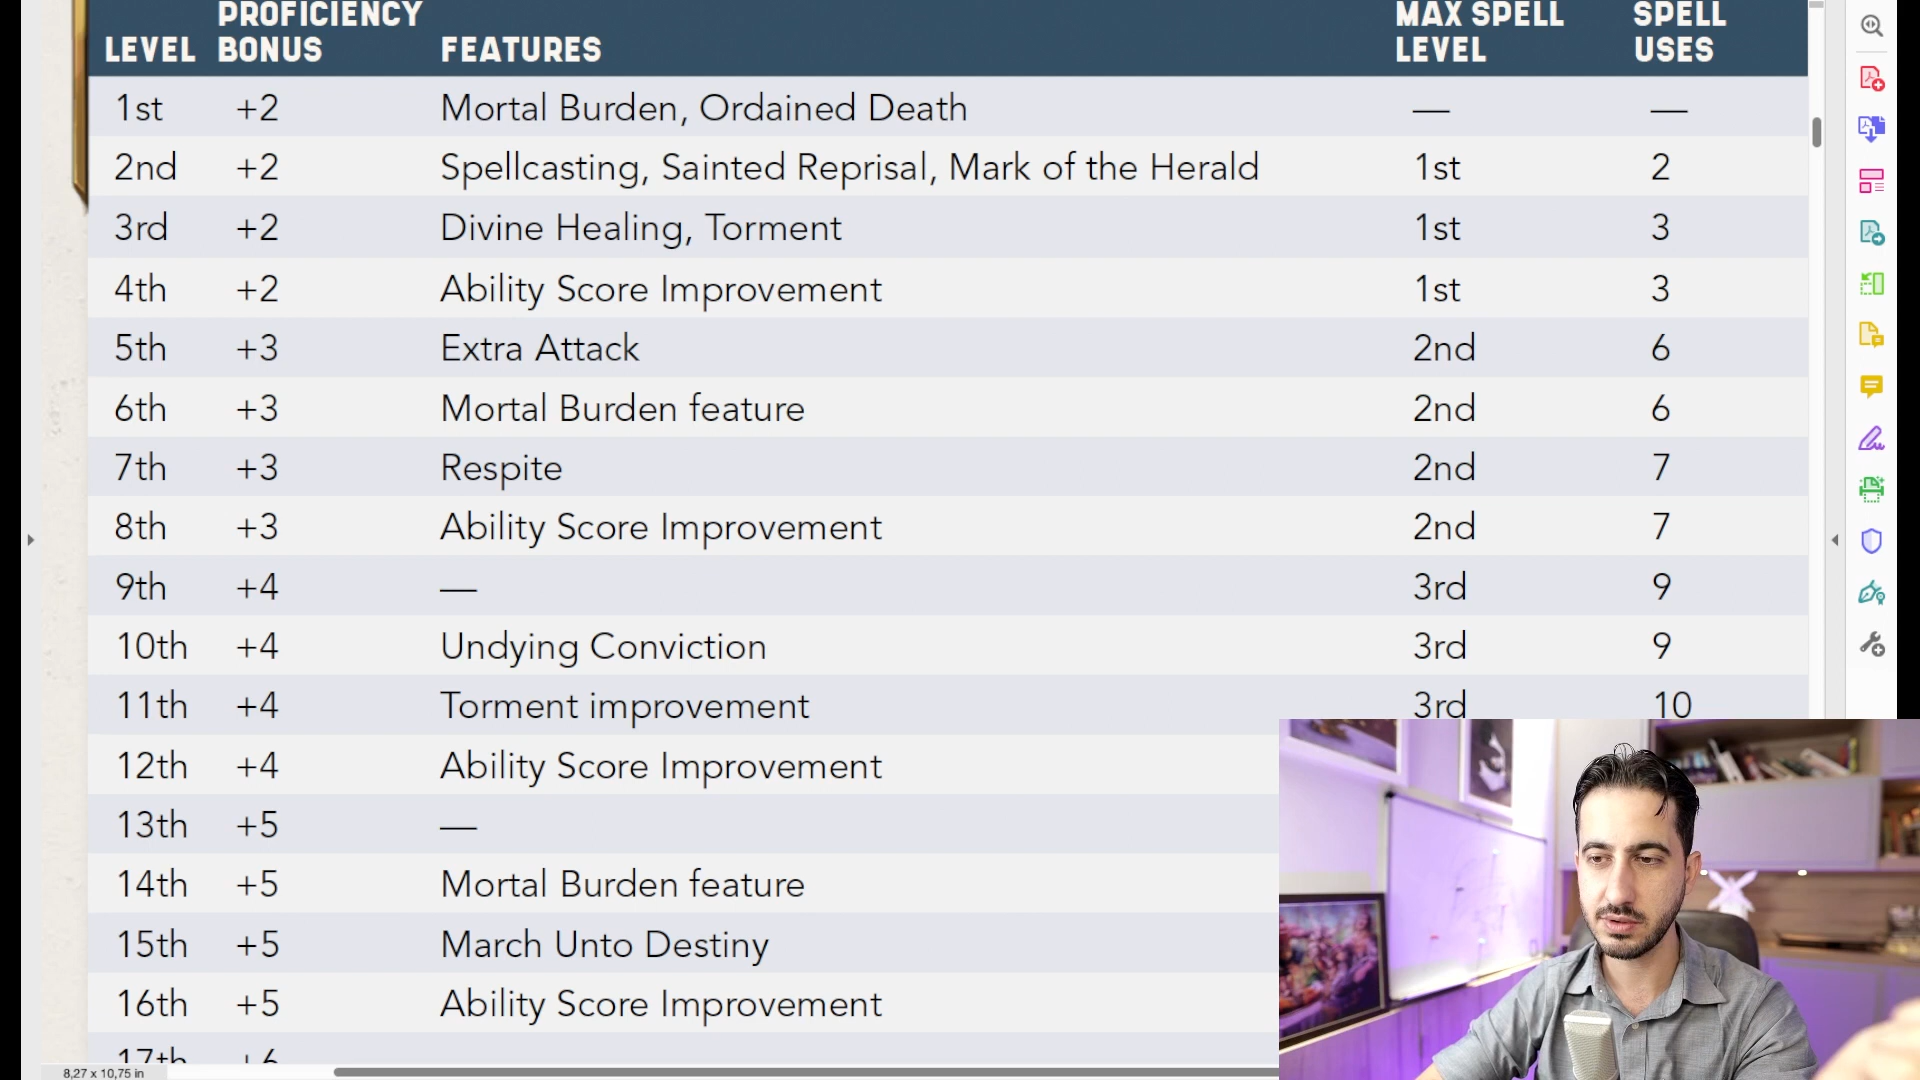 LEVEL PROFICIENCY BONUS FEATURES MAX SPELL LEVEL SPELL USES
1st +2 Mortal Burden, Ordained Death — —
2nd +2 Spellcasting, Sainted Reprisal, Mark of the Herald 1st 2
3rd +2 Divine Healing, Torment 1st 3
4th +2 Ability Score Improvement 1st 3
5th +3 Extra Attack 2nd 6
6th +3 Mortal Burden feature 2nd 6
7th +3 Respite 2nd 7
8th +3 Ability Score Improvement 2nd 7
9th +4 — 3rd 9
10th +4 Undying Conviction 3rd 9
11th +4 Torment improvement 3rd 10
12th +4 Ability Score Improvement
13th +5 —
14th +5 Mortal Burden feature
15th +5 March Unto Destiny
16th +5 Ability Score Improvement
17th +6
8,27 x 10,75 in